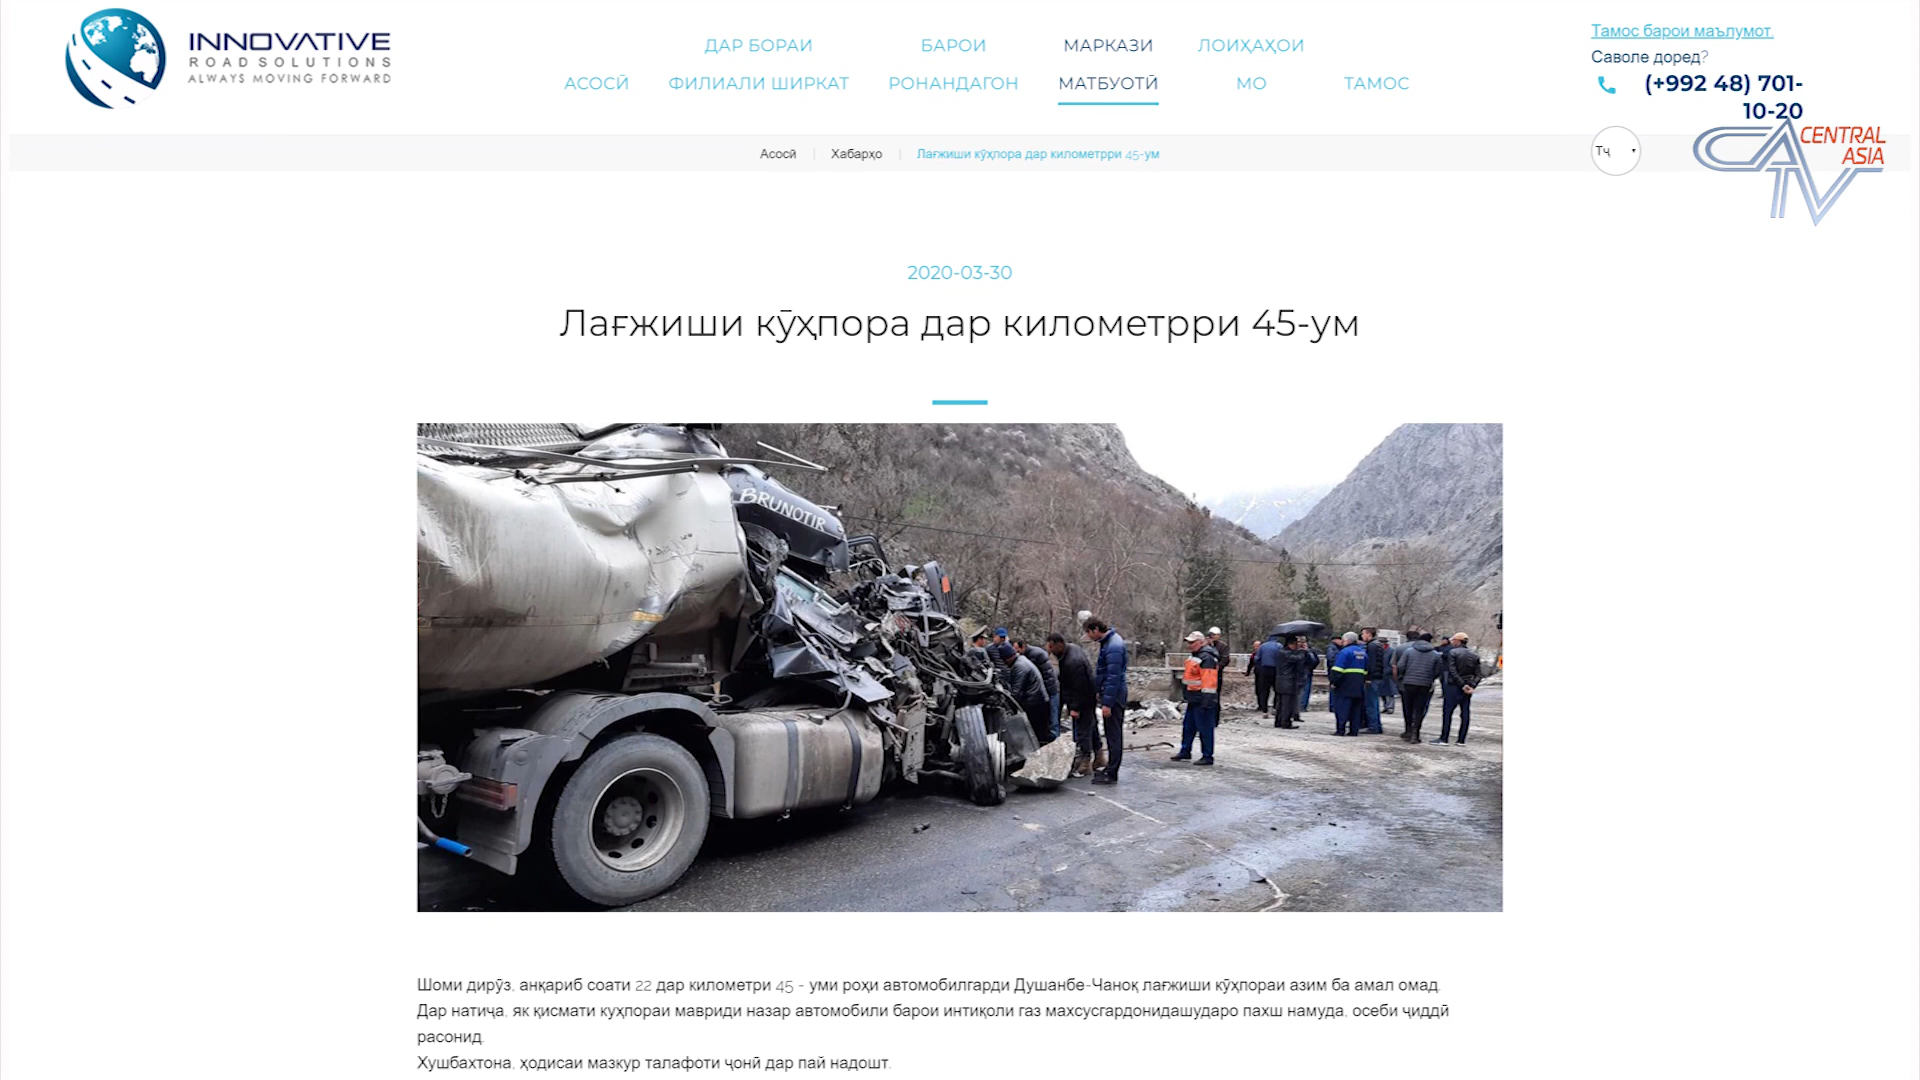 INNOVATIVE
ROAD SOLUTIONS
ALWAYS MOVING FORWARD
АСОСӢ
ДАР БОРАИ
ФИЛИАЛИ ШИРКАТ
БАРОИ
РОНАНДАГОН
МАРКАЗИ
МАТБУОТӢ
ЛОИҲАҲОИ
МО
ТАМОС
Тамос барои маълумот.
Саволе доред?
(+992 48) 701-
10-20
Асосӣ | Хабарҳо | Лағжиши кӯҳпора дар километрри 45-ум
Тҷ
CATV
CENTRAL
ASIA
2020-03-30
Лағжиши кӯҳпора дар километрри 45-ум
BRUNOTIR
Шоми дирӯз, анқариб соати 22 дар километри 45 - уми роҳи автомобилгарди Душанбе-Чаноқ лағжиши кӯҳпораи азим ба амал омад.
Дар натиҷа, як қисмати куҳпораи мавриди назар автомобили барои интиқоли газ махсусгардонидашударо пахш намуда, осеби ҷиддӣ
расонид.
Хушбахтона, ҳодисаи мазкур талафоти ҷонӣ дар пай надошт.